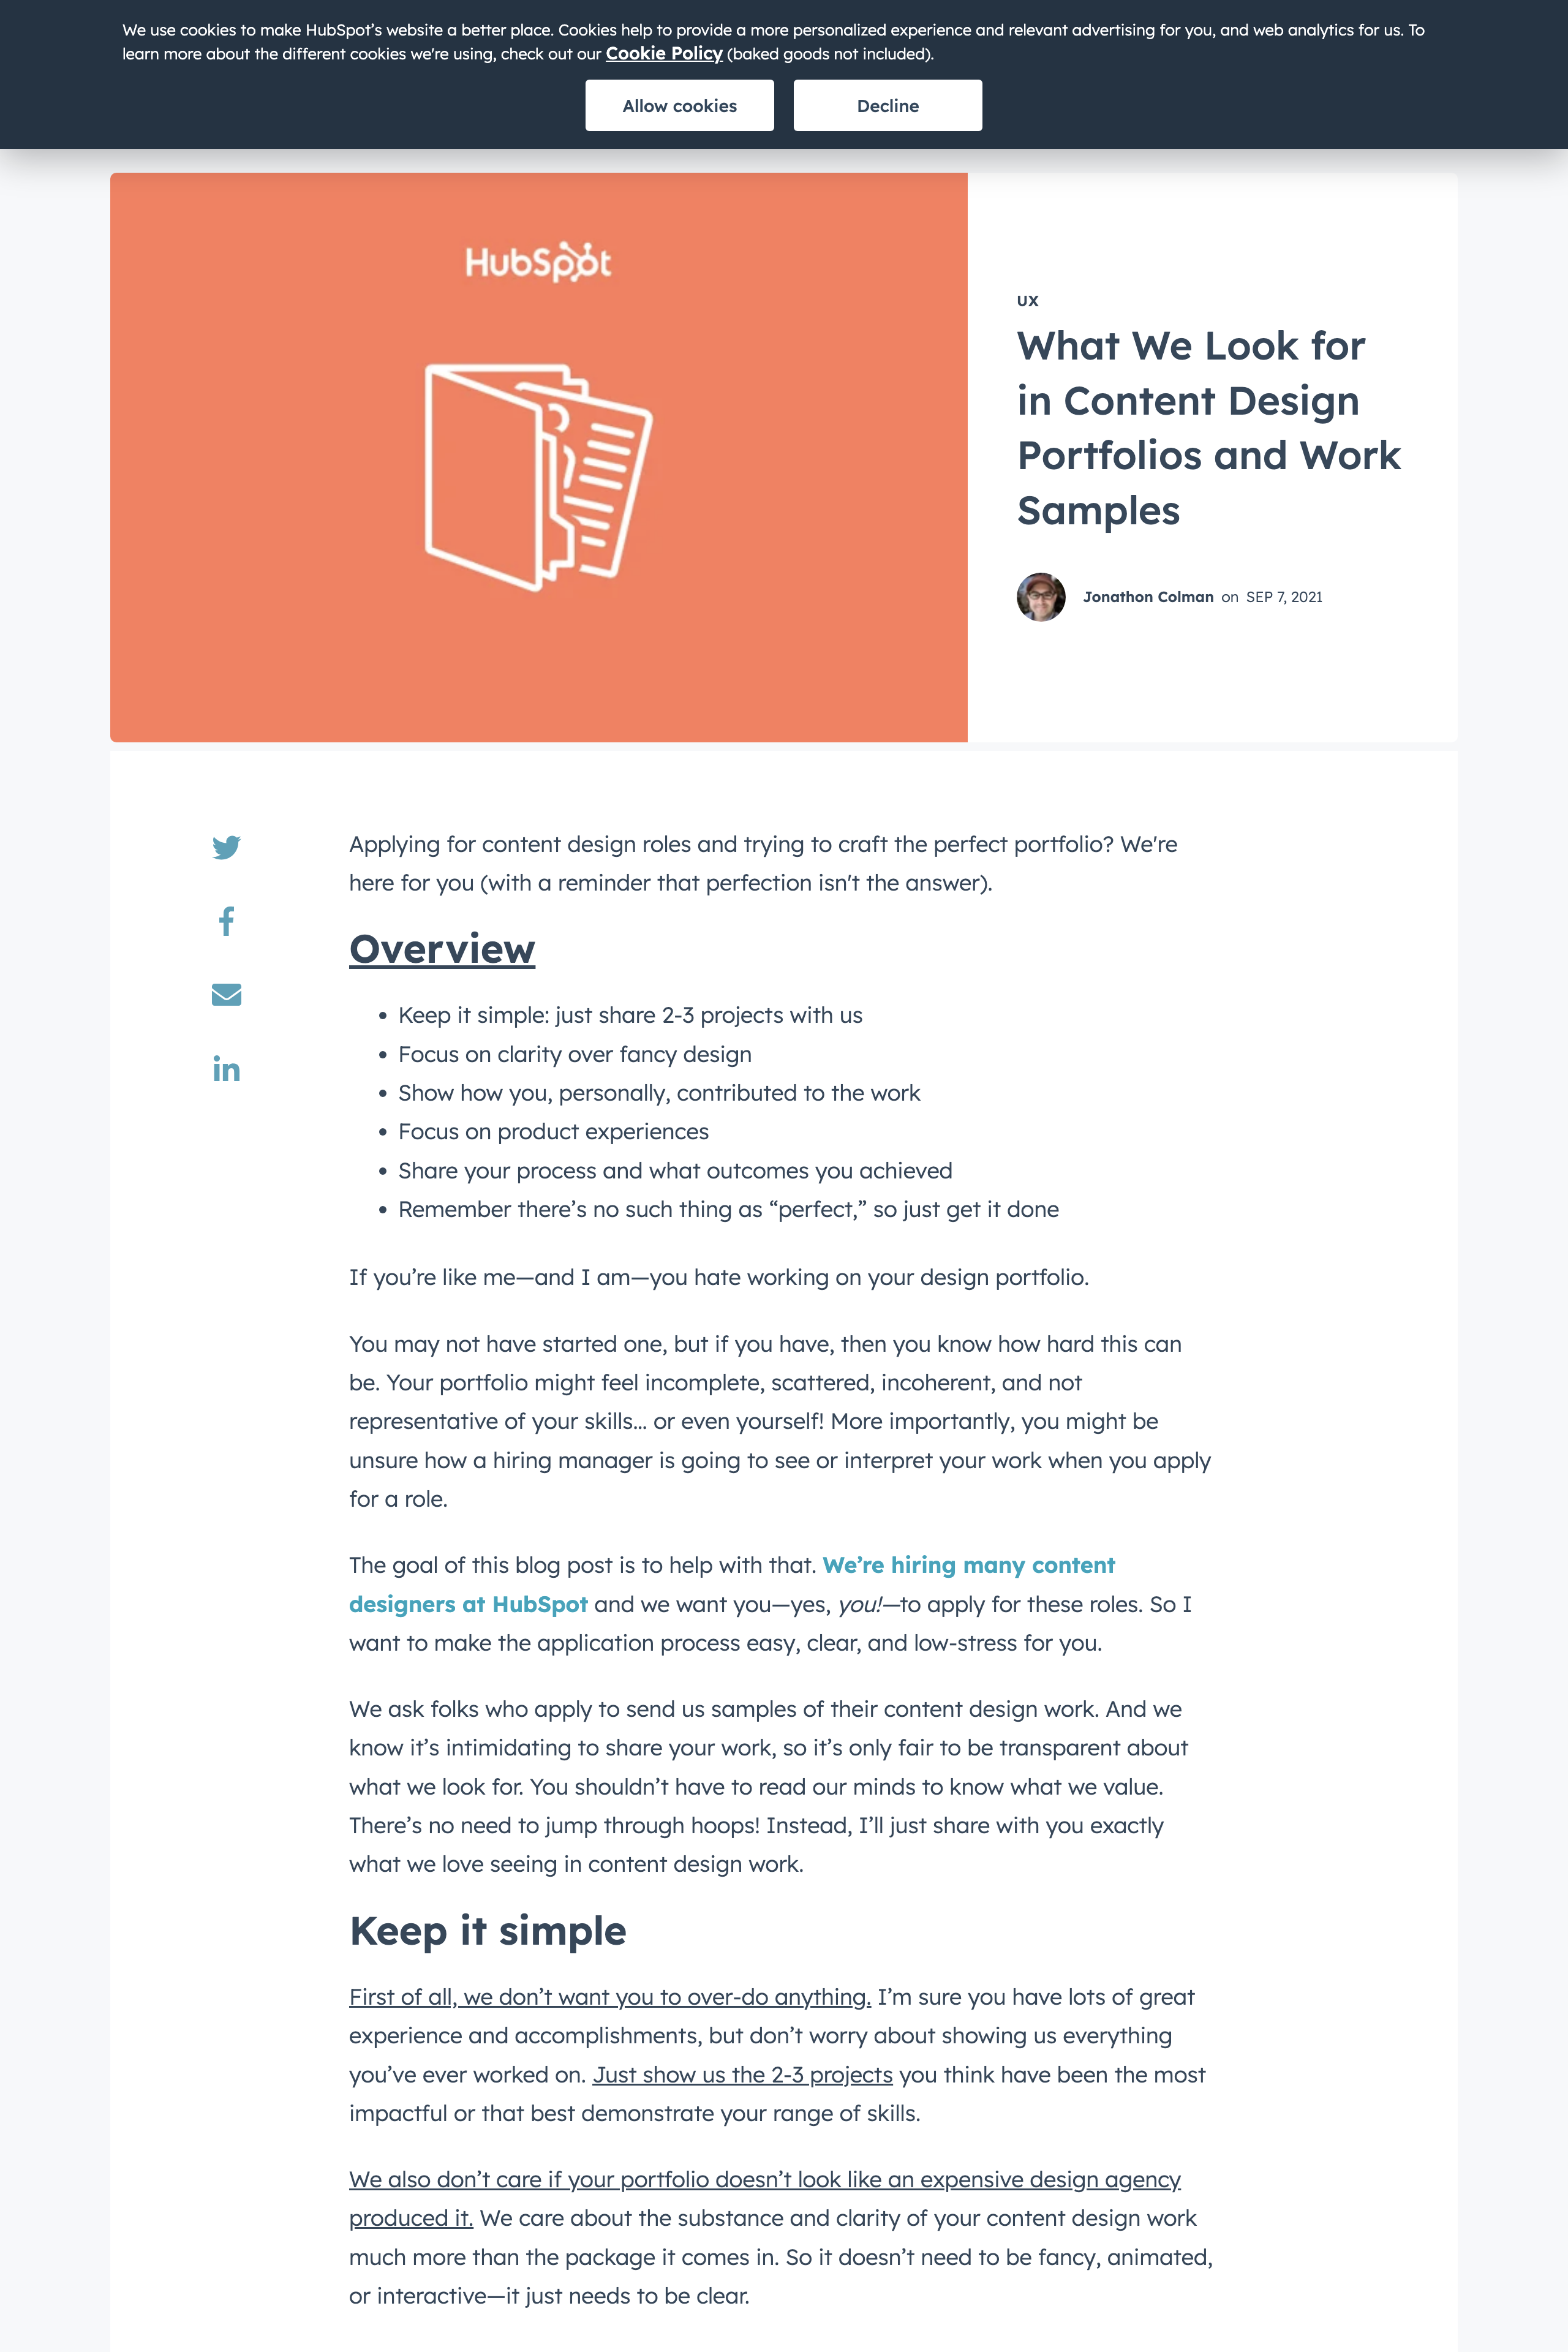 We use cookies to make HubSpot’s website a better place. Cookies help to provide a more personalized experience and relevant advertising for you, and web analytics for us. To
learn more about the different cookies we're using, check out our Cookie Policy (baked goods not included).
Allow cookies
Decline
HubSpot
UX
What We Look for
in Content Design
Portfolios and Work
Samples
Jonathon Colman on SEP 7, 2021
Applying for content design roles and trying to craft the perfect portfolio? We're
here for you (with a reminder that perfection isn't the answer).
Overview
• Keep it simple: just share 2-3 projects with us
• Focus on clarity over fancy design
• Show how you, personally, contributed to the work
• Focus on product experiences
• Share your process and what outcomes you achieved
• Remember there’s no such thing as “perfect,” so just get it done
If you’re like me—and I am—you hate working on your design portfolio.
You may not have started one, but if you have, then you know how hard this can
be. Your portfolio might feel incomplete, scattered, incoherent, and not
representative of your skills... or even yourself! More importantly, you might be
unsure how a hiring manager is going to see or interpret your work when you apply
for a role.
The goal of this blog post is to help with that. We’re hiring many content
designers at HubSpot and we want you—yes, you!—to apply for these roles. So I
want to make the application process easy, clear, and low-stress for you.
We ask folks who apply to send us samples of their content design work. And we
know it’s intimidating to share your work, so it’s only fair to be transparent about
what we look for. You shouldn’t have to read our minds to know what we value.
There’s no need to jump through hoops! Instead, I’ll just share with you exactly
what we love seeing in content design work.
Keep it simple
First of all, we don’t want you to over-do anything. I’m sure you have lots of great
experience and accomplishments, but don’t worry about showing us everything
you’ve ever worked on. Just show us the 2-3 projects you think have been the most
impactful or that best demonstrate your range of skills.
We also don’t care if your portfolio doesn’t look like an expensive design agency
produced it. We care about the substance and clarity of your content design work
much more than the package it comes in. So it doesn’t need to be fancy, animated,
or interactive—it just needs to be clear.